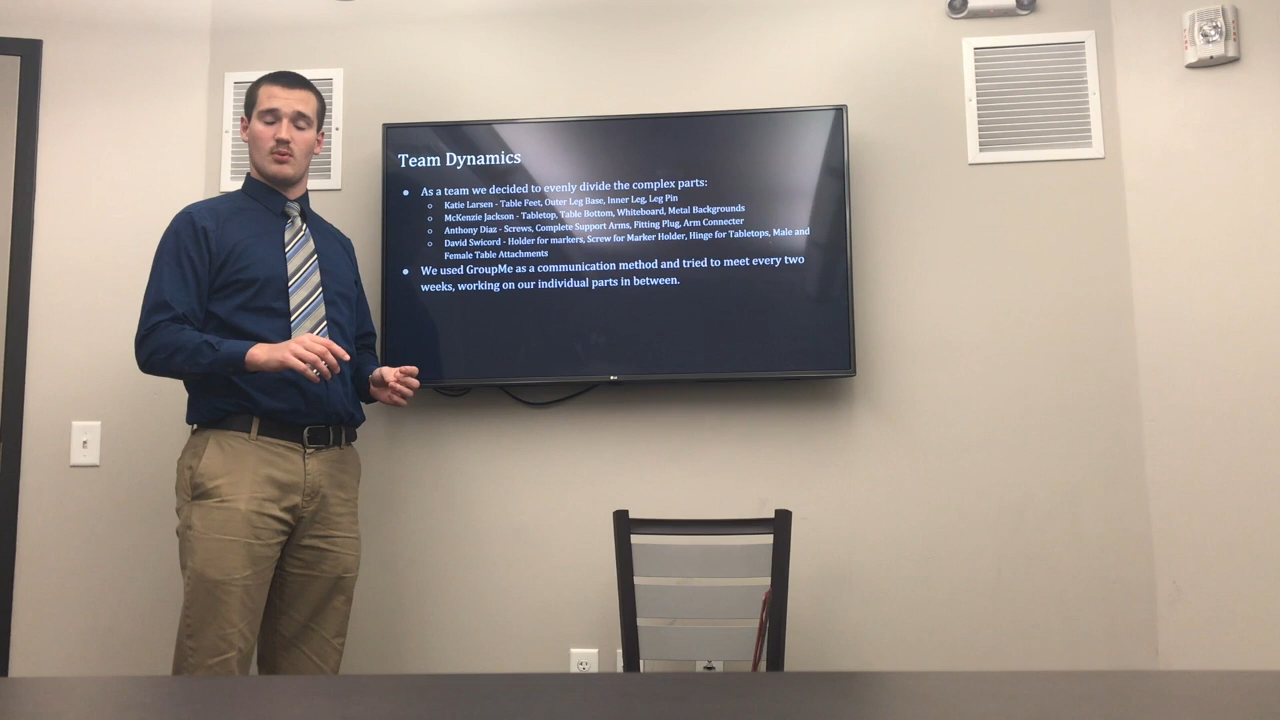 Team Dynamics
● As a team we decided to evenly divide the complex parts:
○ Katie Larsen - Table Feet, Outer Leg Base, Inner Leg, Leg Pin
○ McKenzie Jackson - Tabletop, Table Bottom, Whiteboard, Metal Backgrounds
○ Anthony Diaz - Screws, Complete Support Arms, Fitting Plug, Arm Connecter
○ David Swicord - Holder for markers, Screw for Marker Holder, Hinge for Tabletops, Male and
Female Table Attachments
● We used GroupMe as a communication method and tried to meet every two
weeks, working on our individual parts in between.
LG